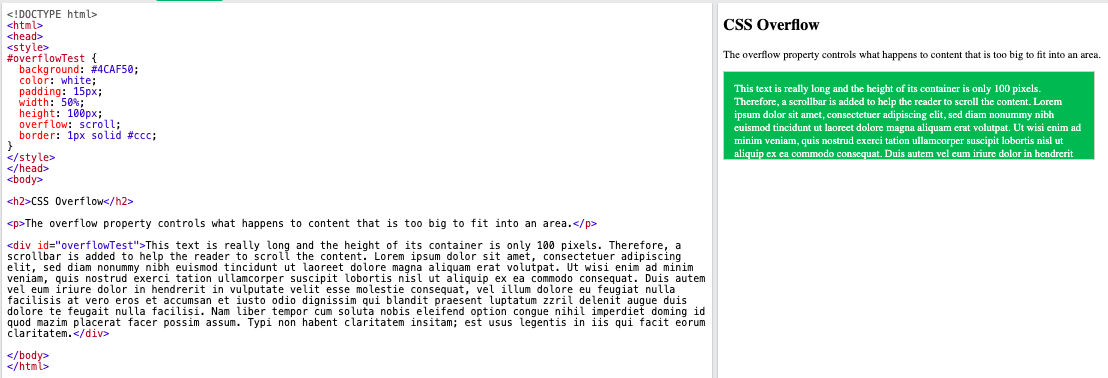 <!DOCTYPE html>
<html>
<head>
<style>
#overflowTest {
  background: #4CAF50;
  color: white;
  padding: 15px;
  width: 50%;
  height: 100px;
  overflow: scroll;
  border: 1px solid #ccc;
}
</style>
</head>
<body>
<h2>CSS Overflow</h2>
<p>The overflow property controls what happens to content that is too big to fit into an area.</p>
<div id="overflowTest">This text is really long and the height of its container is only 100 pixels. Therefore, a
scrollbar is added to help the reader to scroll the content. Lorem ipsum dolor sit amet, consectetuer adipiscing
elit, sed diam nonummy nibh euismod tincidunt ut laoreet dolore magna aliquam erat volutpat. Ut wisi enim ad minim
veniam, quis nostrud exerci tation ullamcorper suscipit lobortis nisl ut aliquip ex ea commodo consequat. Duis autem
vel eum iriure dolor in hendrerit in vulputate velit esse molestie consequat, vel illum dolore eu feugiat nulla
facilisis at vero eros et accumsan et iusto odio dignissim qui blandit praesent luptatum zzril delenit augue duis
dolore te feugait nulla facilisi. Nam liber tempor cum soluta nobis eleifend option congue nihil imperdiet doming id
quod mazim placerat facer possim assum. Typi non habent claritatem insitam; est usus legentis in iis qui facit eorum
claritatem.</div>
</body>
</html>
CSS Overflow
The overflow property controls what happens to content that is too big to fit into an area.
This text is really long and the height of its container is only 100 pixels.
Therefore, a scrollbar is added to help the reader to scroll the content. Lorem
ipsum dolor sit amet, consectetuer adipiscing elit, sed diam nonummy nibh
euismod tincidunt ut laoreet dolore magna aliquam erat volutpat. Ut wisi enim ad
minim veniam, quis nostrud exerci tation ullamcorper suscipit lobortis nisl ut
aliquip ex ea commodo consequat. Duis autem vel eum iriure dolor in hendrerit